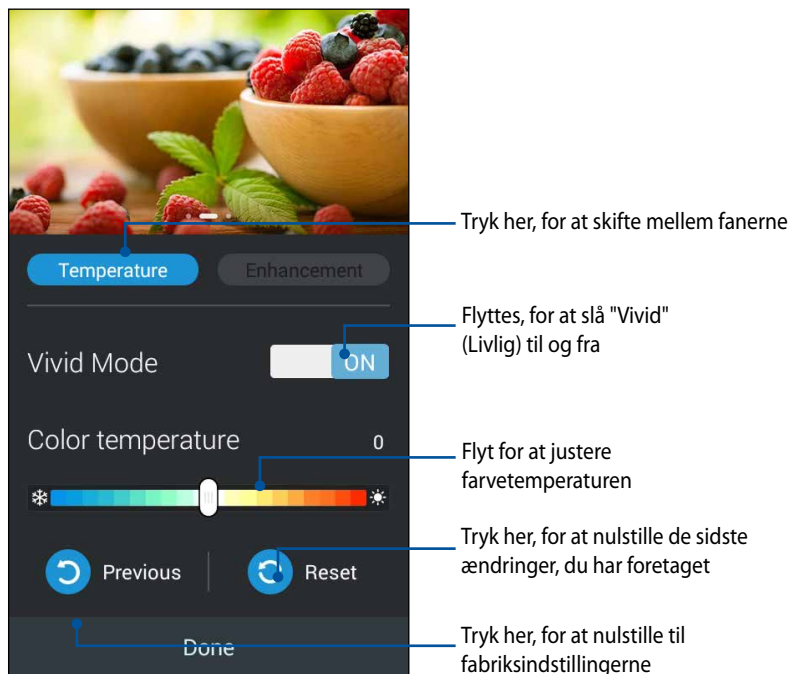 Tryk her, for at skifte mellem fanerne
Temperature Enhancement
Flyttes, for at slå "Vivid"
(Livlig) til og fra
Vivid Mode ON
Color temperature 0
Flyt for at justere
farvetemperaturen
Tryk her, for at nulstille de sidste
ændringer, du har foretaget
Previous Reset
Tryk her, for at nulstille til
fabriksindstillingerne
Done